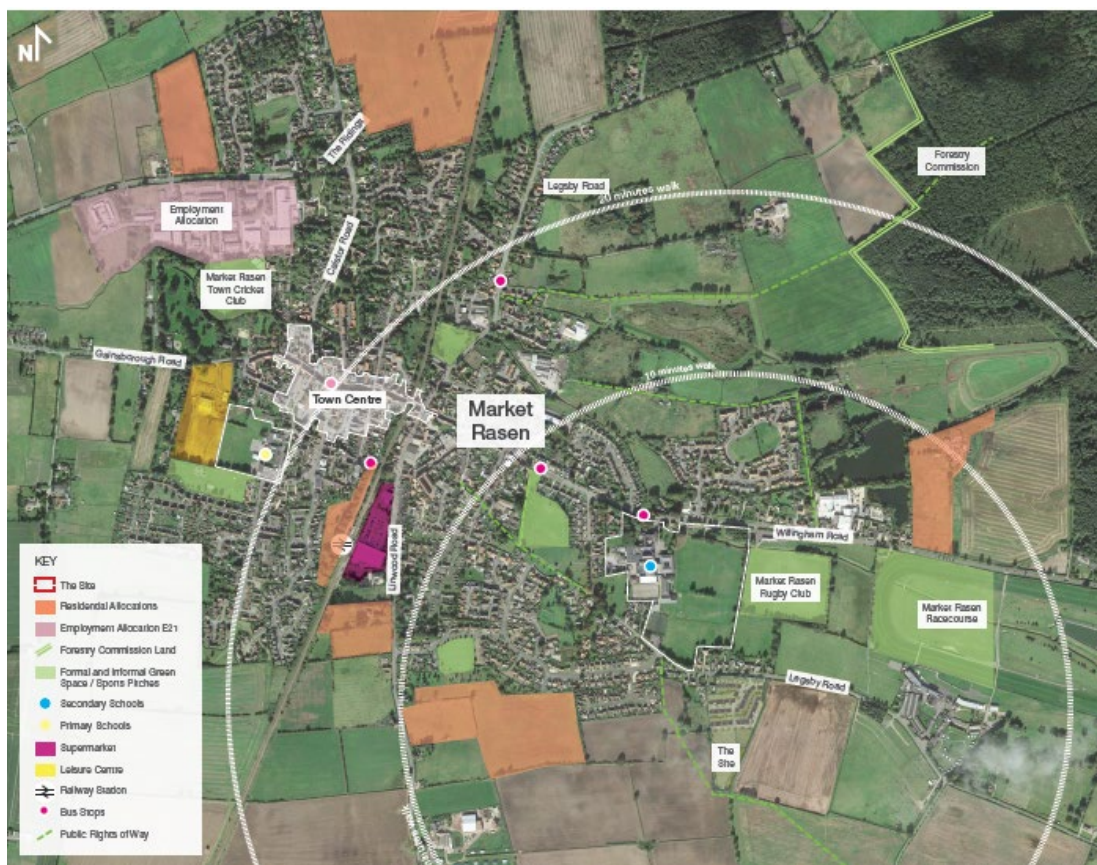 N
The Ridings
Legsby Road
20 minutes walk
Forestry
Commission
Employment
Allocation
Caistor Road
Market Rasen
Town Cricket
Club
Gainsborough Road
10 minutes walk
Town Centre
Market
Rasen
Linwood Road
Willingham Road
Market Rasen
Rugby Club
Market Rasen
Racecourse
Legsby Road
The
Site
KEY
The Site
Residental Allocations
Employment Allocation E21
Forestry Commission Land
Formal and Informal Green
Space / Sports Pitches
Secondary Schools
Primary Schools
Supermarket
Leisure Centre
Railway Station
Bus Stops
Public Rights of Way